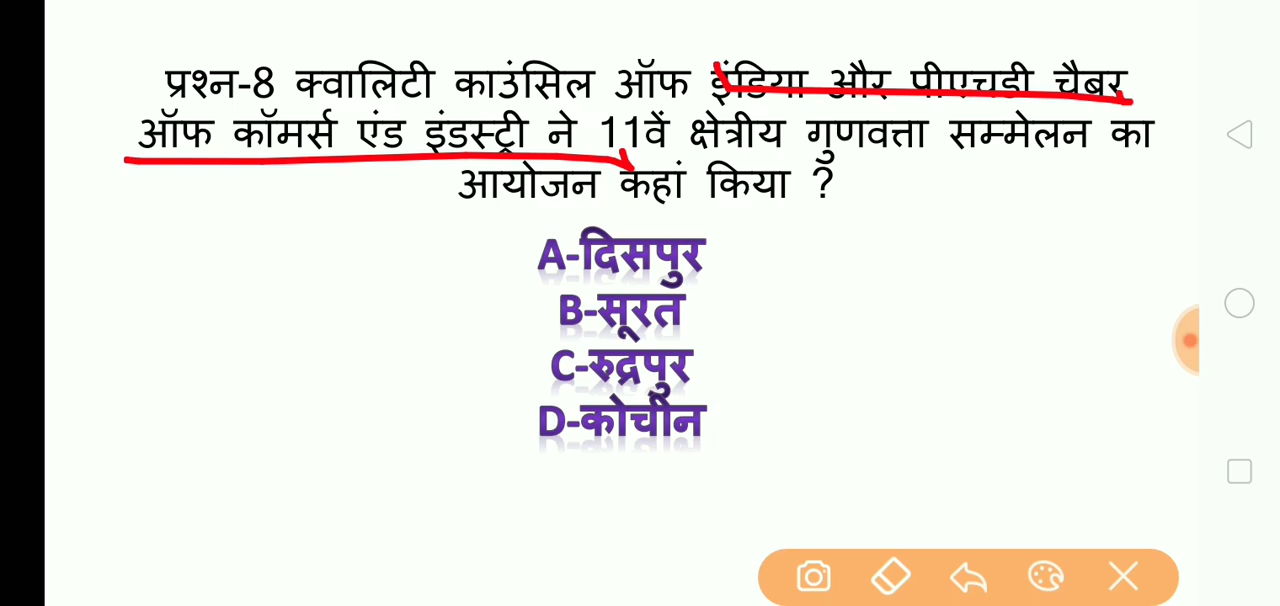 प्रश्न-8 क्वालिटी काउंसिल ऑफ इंडिया और पीएचडी चैबर
ऑफ कॉमर्स एंड इंडस्ट्री ने 11वें क्षेत्रीय गुणवत्ता सम्मेलन का
आयोजन कहां किया ?
A-दिसपुर
B-सूरत
C-रुद्रपुर
D-कोचीन